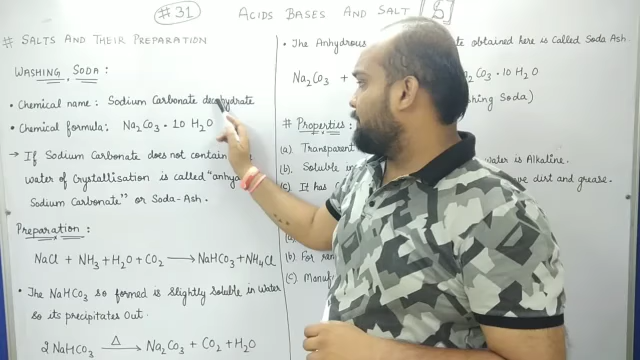 #31 ACIDS BASES AND SALT
# SALTS AND THEIR PREPARATION
WASHING SODA :
• Chemical name : Sodium Carbonate decahydrate
• Chemical formula : Na2Co3 . 10 H2O
→ If Sodium Carbonate does not contain
water of Crystallisation is called "anhy
Sodium Carbonate" or Soda-Ash.
Preparation :
NaCl + NH3 + H2O + CO2 → NaHCO3 + NH4Cl
• The NaHCO3 so formed is Slightly Soluble in Water
So its precipitates Out.
2 NaHCO3 —Δ→ Na2CO3 + CO2 + H2O
• The Anhydrous obtained here is Called Soda Ash.
Na2Co3 + Co3 . 10 H2O
shing Soda)
# Properties :
(a) Transparent
(b) Soluble in water is Alkaline.
(c) It has dirt and grease.
(a)
(b) For
(c)